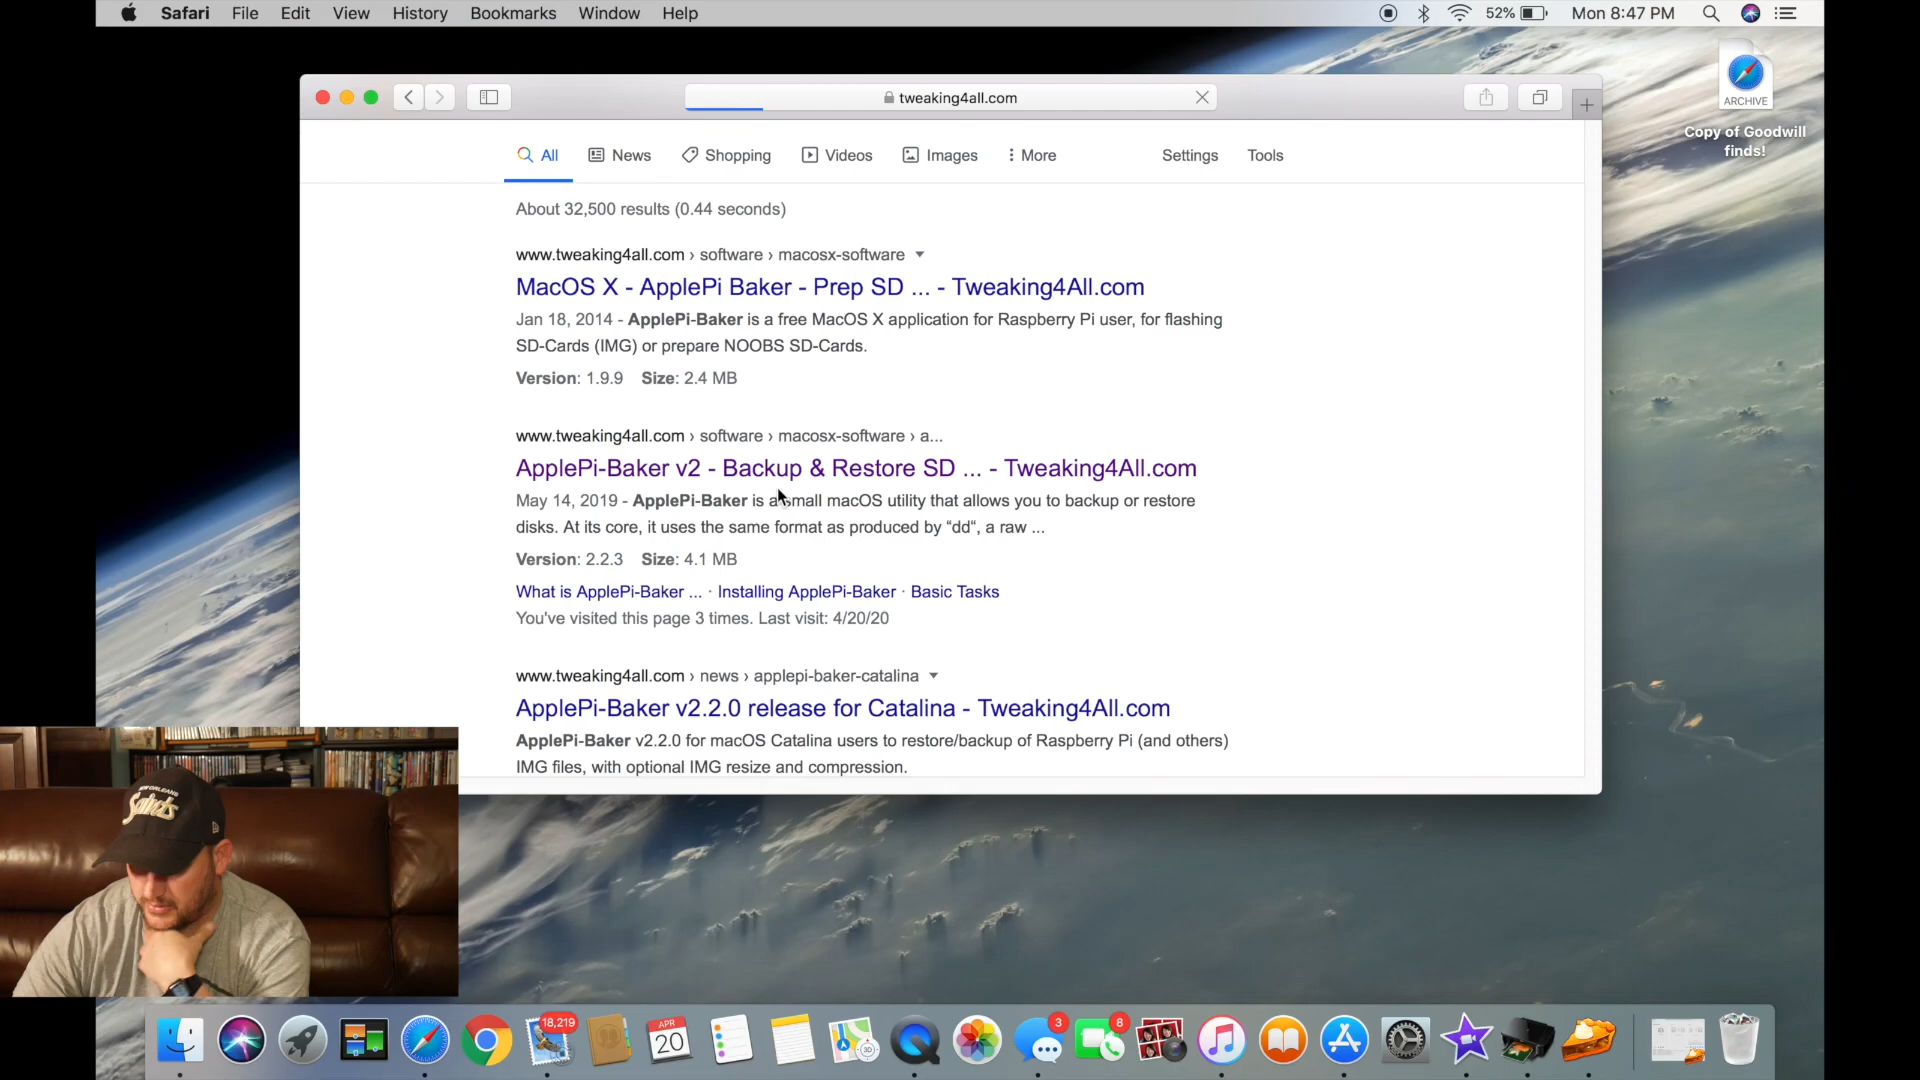 Safari File Edit View History Bookmarks Window Help 52% Mon 8:47 PM
tweaking4all.com
ARCHIVE
Copy of Goodwill
finds!
All News Shopping Videos Images More Settings Tools
About 32,500 results (0.44 seconds)
www.tweaking4all.com › software › macosx-software
MacOS X - ApplePi Baker - Prep SD ... - Tweaking4All.com
Jan 18, 2014 - ApplePi-Baker is a free MacOS X application for Raspberry Pi user, for flashing
SD-Cards (IMG) or prepare NOOBS SD-Cards.
Version: 1.9.9 Size: 2.4 MB
www.tweaking4all.com › software › macosx-software › a...
ApplePi-Baker v2 - Backup & Restore SD ... - Tweaking4All.com
May 14, 2019 - ApplePi-Baker is a small macOS utility that allows you to backup or restore
disks. At its core, it uses the same format as produced by “dd“, a raw ...
Version: 2.2.3 Size: 4.1 MB
What is ApplePi-Baker ... · Installing ApplePi-Baker · Basic Tasks
You've visited this page 3 times. Last visit: 4/20/20
www.tweaking4all.com › news › applepi-baker-catalina
ApplePi-Baker v2.2.0 release for Catalina - Tweaking4All.com
ApplePi-Baker v2.2.0 for macOS Catalina users to restore/backup of Raspberry Pi (and others)
IMG files, with optional IMG resize and compression.
NEW ORLEANS
Saints
18,219
APR
20
3D
3
8